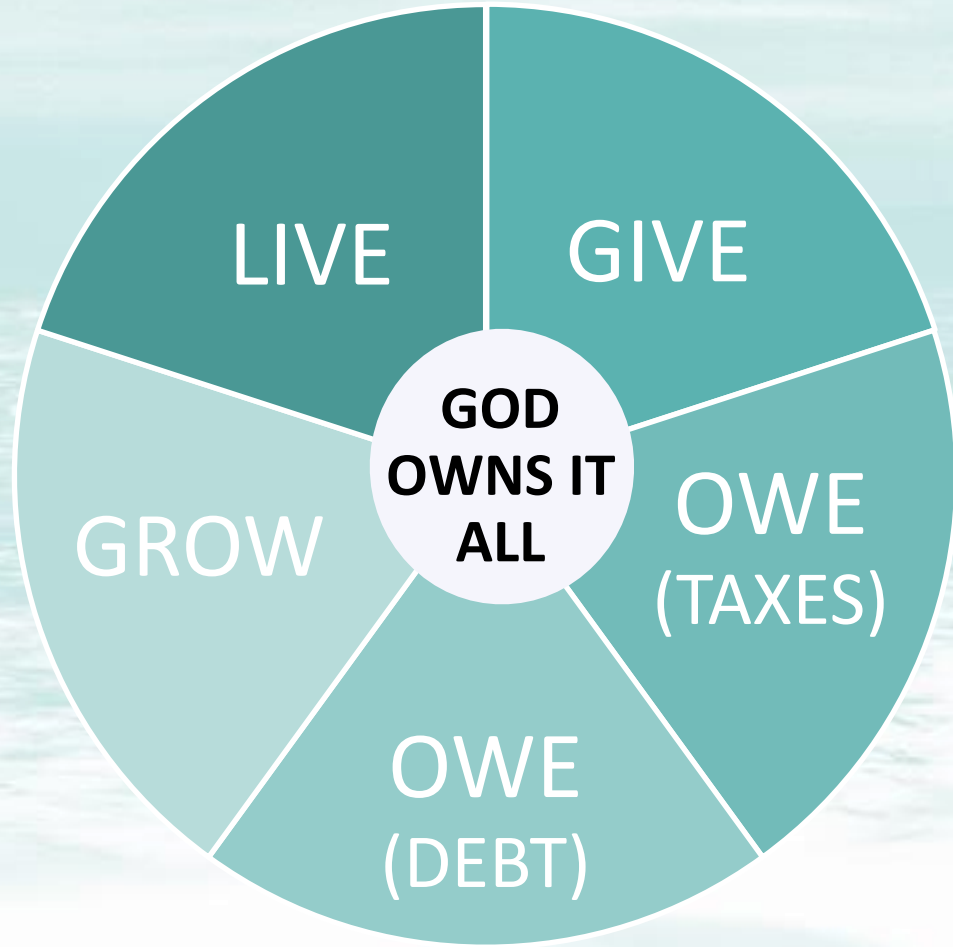 LIVE
GIVE
GOD
OWNS IT
ALL
OWE
(TAXES)
GROW
OWE
(DEBT)